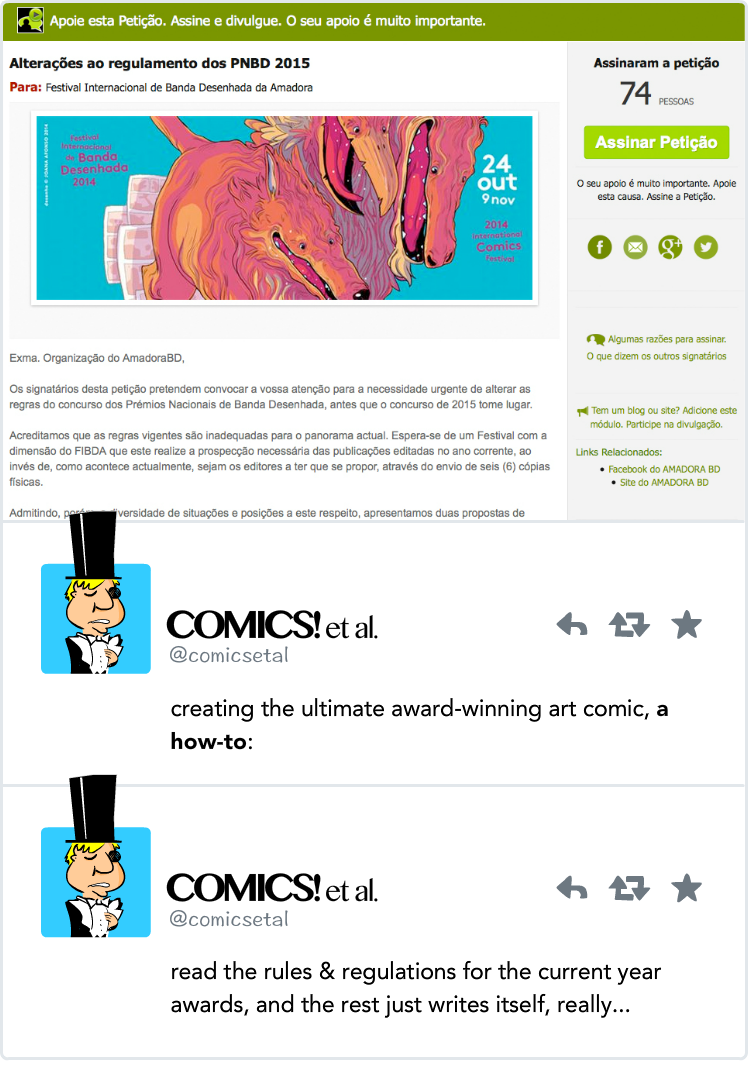 Apoie esta Petição. Assine e divulgue. O seu apoio é muito importante.
Alterações ao regulamento dos PNBD 2015
Para: Festival Internacional de Banda Desenhada da Amadora
desenho © JOANA AFONSO 2014
Festival
Internacional
de Banda
Desenhada
2014
24
out
9 nov
2014
International
Comics
Festival
Exma. Organização do AmadoraBD,
Os signatários desta petição pretendem convocar a vossa atenção para a necessidade urgente de alterar as
regras do concurso dos Prémios Nacionais de Banda Desenhada, antes que o concurso de 2015 tome lugar.
Acreditamos que as regras vigentes são inadequadas para o panorama actual. Espera-se de um Festival com a
dimensão do FIBDA que este realize a prospecção necessária das publicações editadas no ano corrente, ao
invés de, como acontece actualmente, sejam os editores a ter que se propor, através do envio de seis (6) cópias
físicas.
Admitindo, diversidade de situações e posições a este respeito, apresentamos duas propostas de
Assinaram a petição
74 PESSOAS
Assinar Petição
O seu apoio é muito importante. Apoie
esta causa. Assine a Petição.
f
g+
Algumas razões para assinar.
O que dizem os outros signatários
Tem um blog ou site? Adicione este
módulo. Participe na divulgação.
Links Relacionados:
• Facebook do AMADORA BD
• Site do AMADORA BD
COMICS! et al.
@comicsetal
creating the ultimate award-winning art comic, a
how-to:
COMICS! et al.
@comicsetal
read the rules & regulations for the current year
awards, and the rest just writes itself, really...